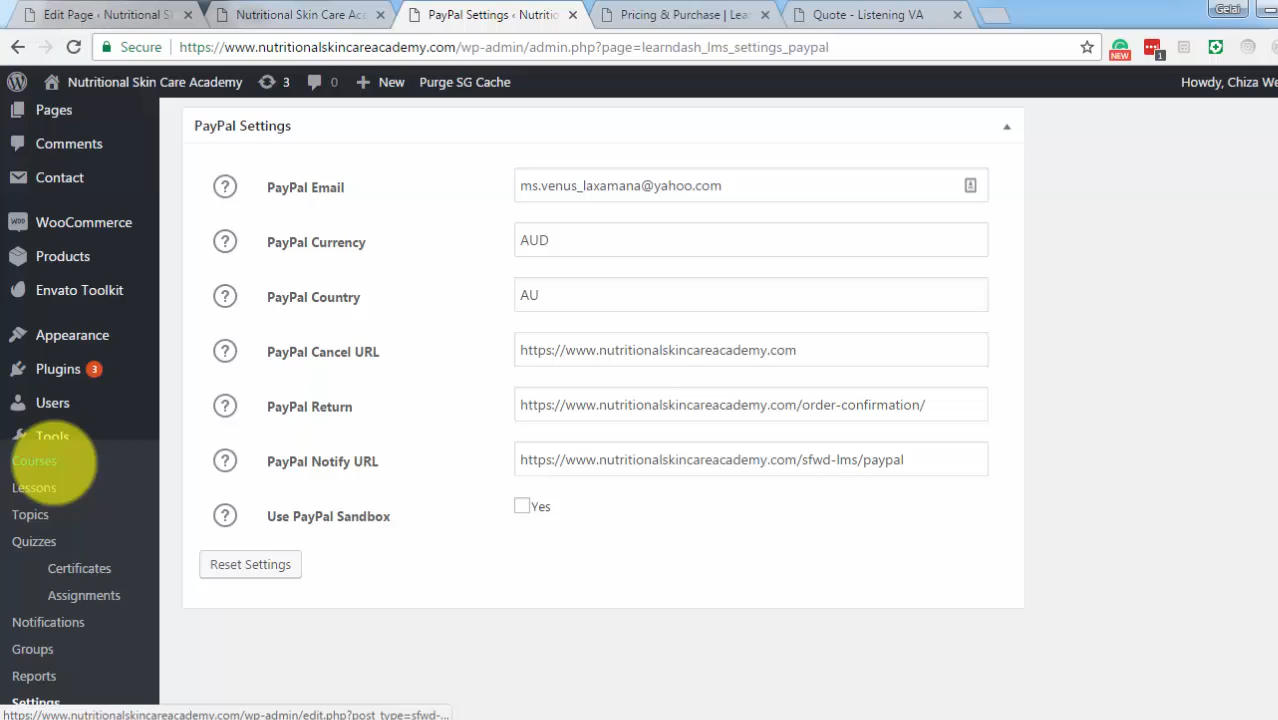 Edit Page ‹ Nutritional S
Nutritional Skin Care Ac
PayPal Settings ‹ Nutritio
Pricing & Purchase | Lea
Quote - Listening VA
Gelai
Secure
https://www.nutritionalskincareacademy.com/wp-admin/admin.php?page=learndash_lms_settings_paypal
NEW
1
Nutritional Skin Care Academy
3
0
New
Purge SG Cache
Howdy, Chiza We
Pages
Comments
Contact
WOO
WooCommerce
Products
Envato Toolkit
Appearance
Plugins 3
Users
Tools
Courses
Lessons
Topics
Quizzes
Certificates
Assignments
Notifications
Groups
Reports
Settings
PayPal Settings
? PayPal Email ms.venus_laxamana@yahoo.com
? PayPal Currency AUD
? PayPal Country AU
? PayPal Cancel URL https://www.nutritionalskincareacademy.com
? PayPal Return https://www.nutritionalskincareacademy.com/order-confirmation/
? PayPal Notify URL https://www.nutritionalskincareacademy.com/sfwd-lms/paypal
? Use PayPal Sandbox Yes
Reset Settings
https://www.nutritionalskincareacademy.com/wp-admin/edit.php?post_type=sfwd-...